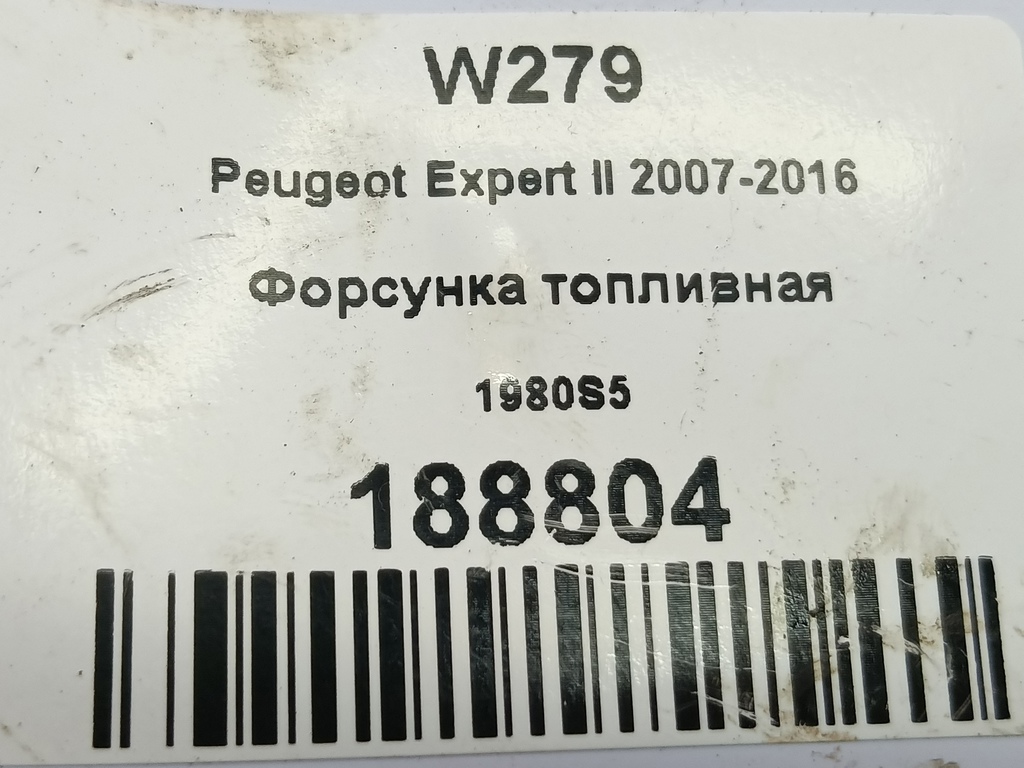 W279
Peugeot Expert II 2007-2016
Форсунка топливная
1980S5
188804